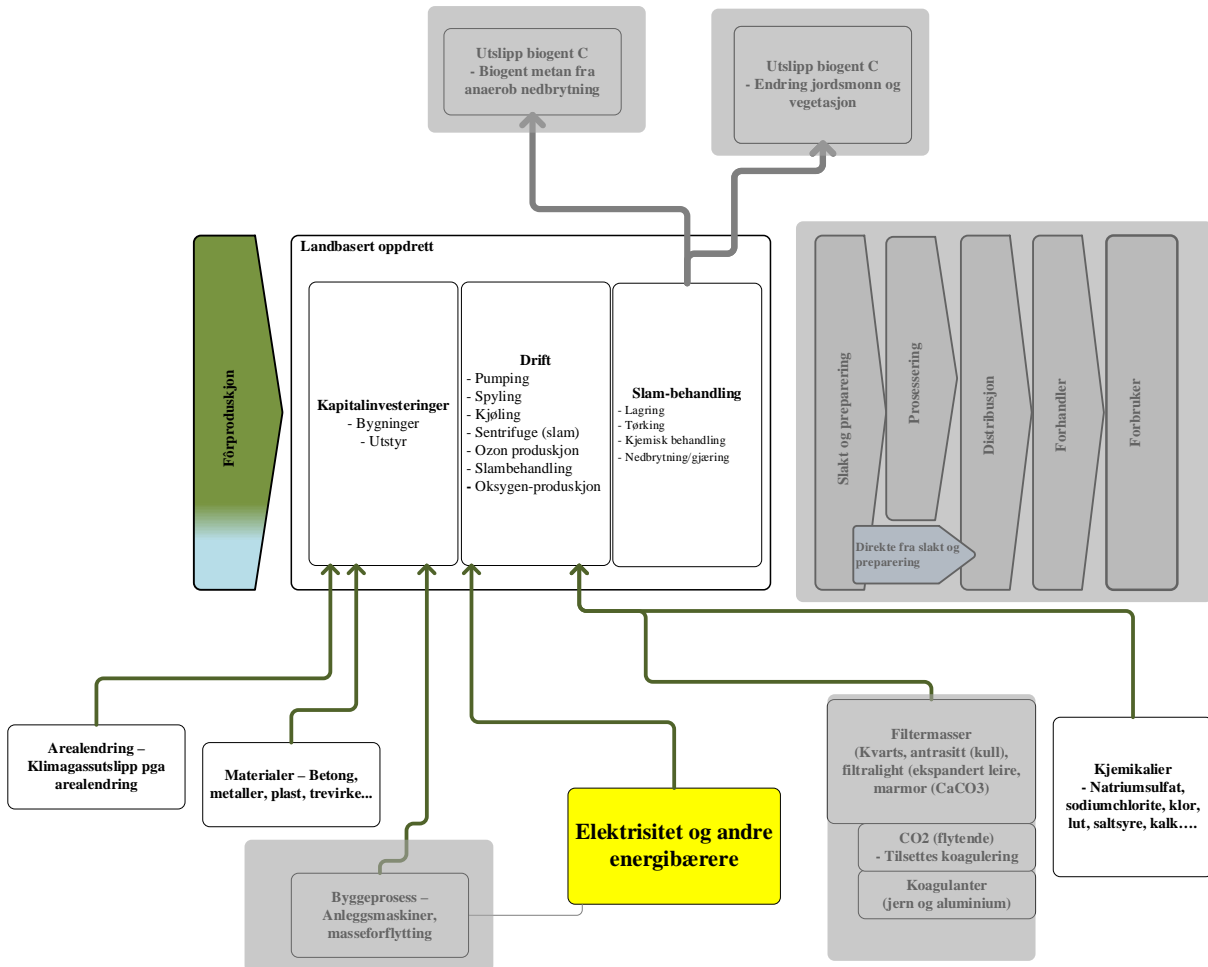 Utslipp biogent C
- Biogent metan fra
anaerob nedbrytning
Utslipp biogent C
- Endring jordsmonn og
vegetasjon
Fôrproduskjon
Landbasert oppdrett
Kapitalinvesteringer
- Bygninger
- Utstyr
Drift
- Pumping
- Spyling
- Kjøling
- Sentrifuge (slam)
- Ozon produskjon
- Slambehandling
- Oksygen-produskjon
Slam-behandling
- Lagring
- Tørking
- Kjemisk behandling
- Nedbrytning/gjæring
Slakt og preparering
Prosessering
Distribusjon
Forhandler
Forbruker
Direkte fra slakt og
preparering
Arealendring –
Klimagassutslipp pga
arealendring
Materialer – Betong,
metaller, plast, trevirke...
Byggeprosess –
Anleggsmaskiner,
masseforflytting
Elektrisitet og andre
energibærere
Filtermasser
(Kvarts, antrasitt (kull),
filtralight (ekspandert leire,
marmor (CaCO3)
CO2 (flytende)
- Tilsettes koagulering
Koagulanter
(jern og aluminium)
Kjemikalier
- Natriumsulfat,
sodiumchlorite, klor,
lut, saltsyre, kalk….